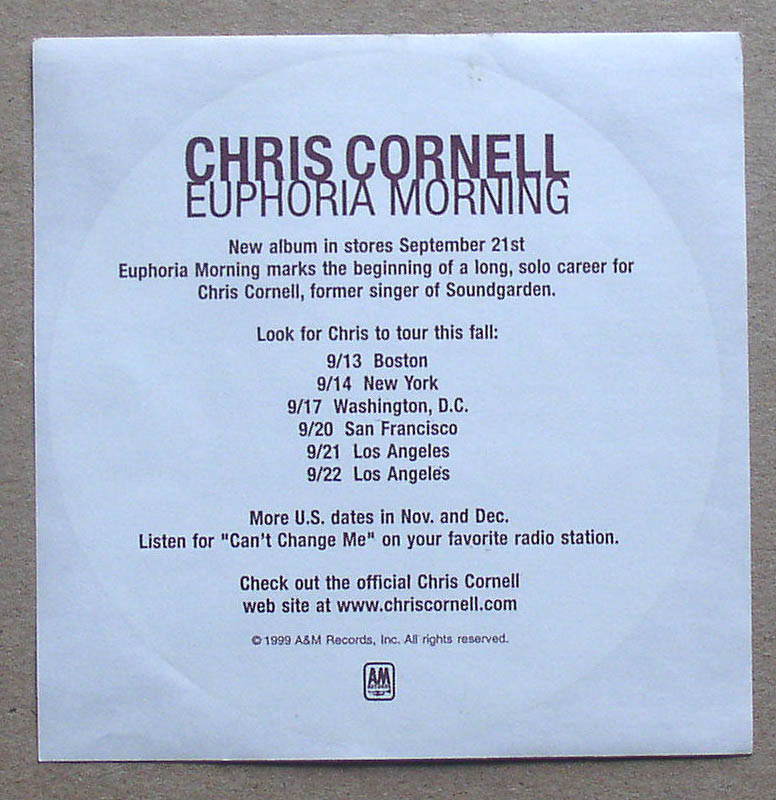 CHRIS CORNELL
EUPHORIA MORNING
New album in stores September 21st
Euphoria Morning marks the beginning of a long, solo career for
Chris Cornell, former singer of Soundgarden.
Look for Chris to tour this fall:
9/13 Boston
9/14 New York
9/17 Washington, D.C.
9/20 San Francisco
9/21 Los Angeles
9/22 Los Angeles
More U.S. dates in Nov. and Dec.
Listen for "Can't Change Me" on your favorite radio station.
Check out the official Chris Cornell
web site at www.chriscornell.com
© 1999 A&M Records, Inc. All rights reserved.
AM
RECORDS